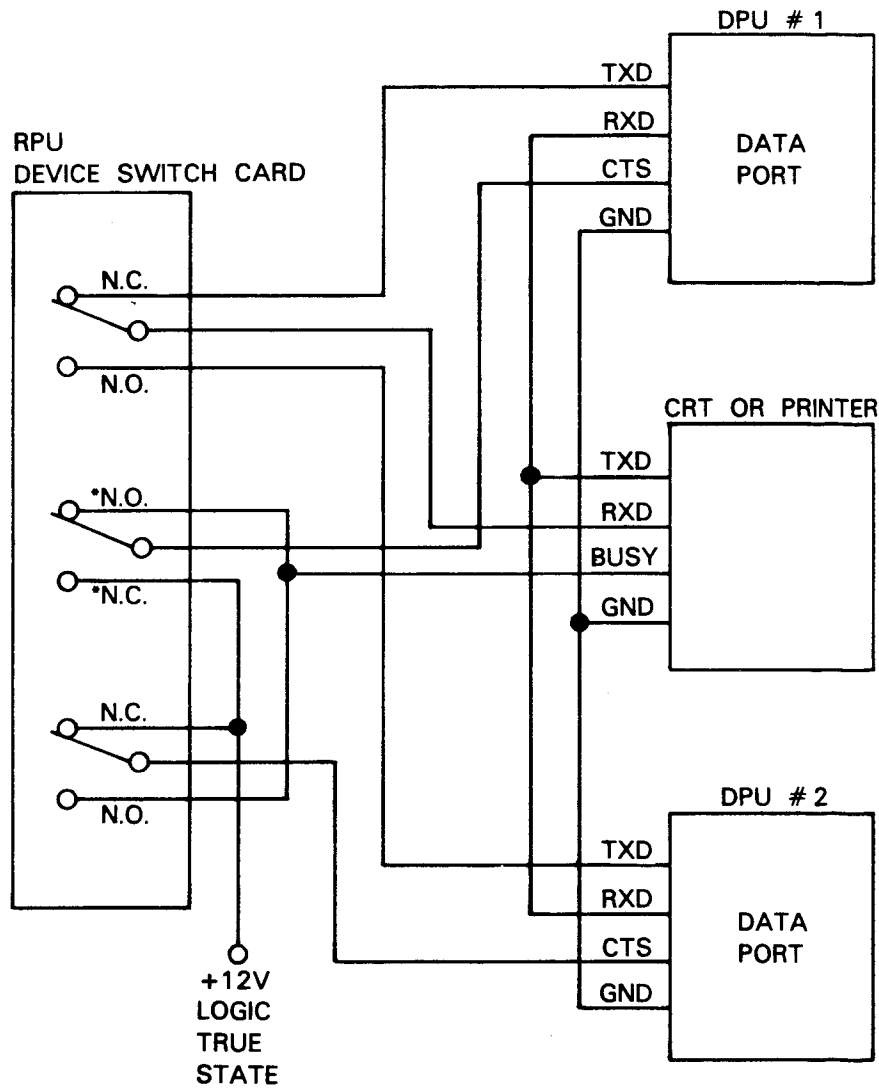 DPU #1
TXD
RXD
CTS
GND
DATA
PORT
RPU
DEVICE SWITCH CARD
N.C.
N.O.
*N.O.
*N.C.
N.C.
N.O.
+12V
LOGIC
TRUE
STATE
CRT OR PRINTER
TXD
RXD
BUSY
GND
DPU #2
TXD
RXD
CTS
GND
DATA
PORT